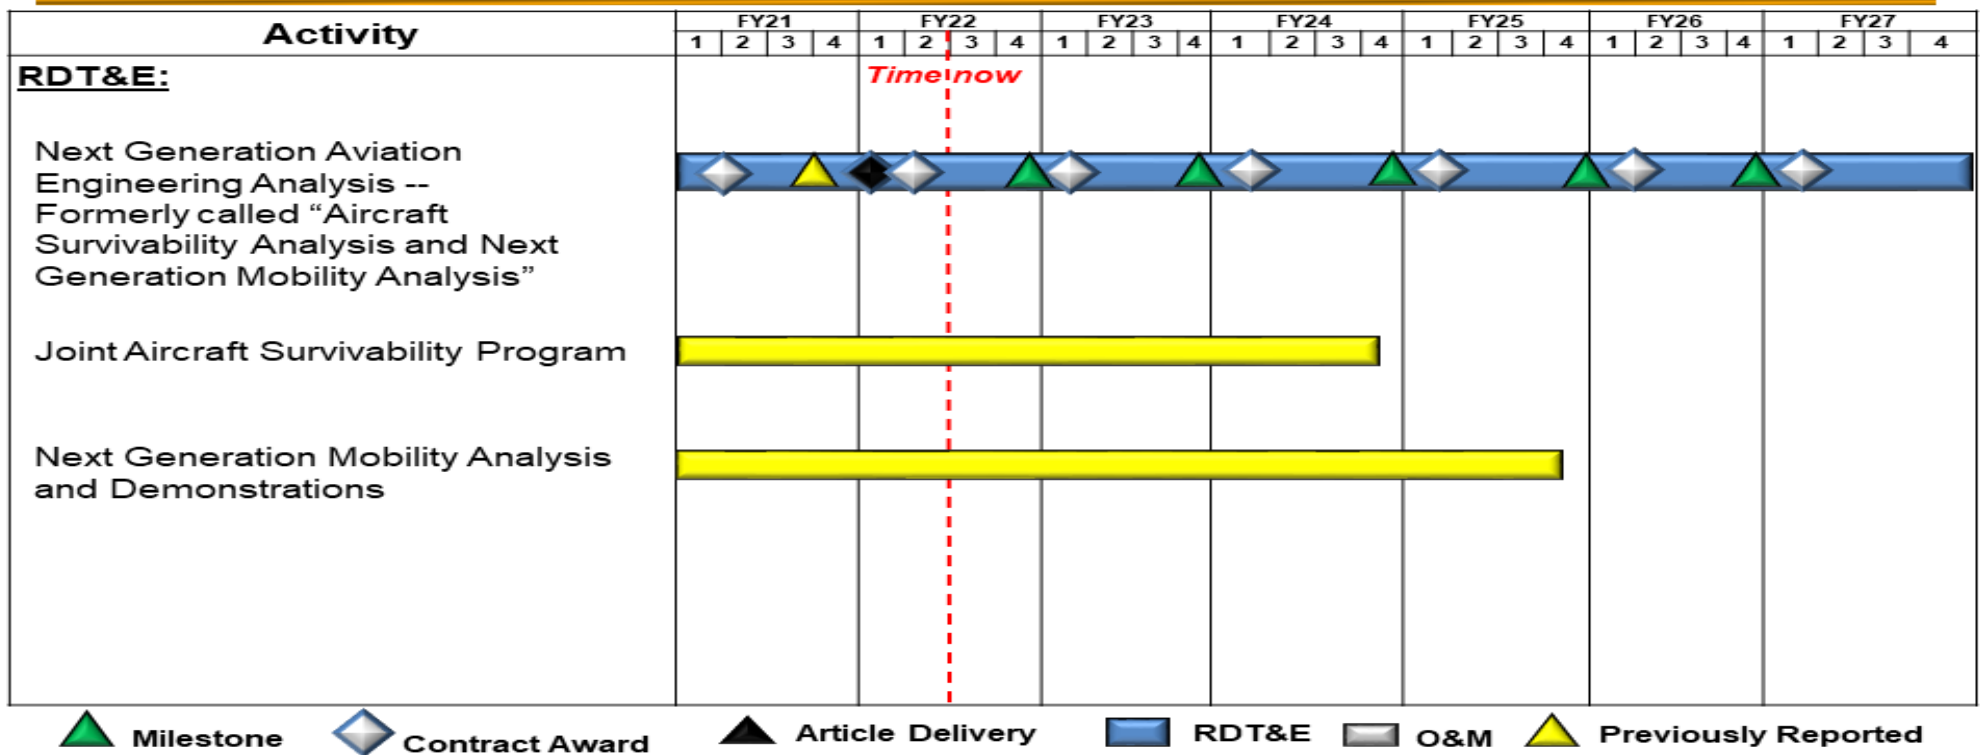 Activity
FY21 FY22 FY23 FY24 FY25 FY26 FY27
1 2 3 4 1 2 3 4 1 2 3 4 1 2 3 4 1 2 3 4 1 2 3 4 1 2 3 4
RDT&E:
Time now
Next Generation Aviation
Engineering Analysis --
Formerly called “Aircraft
Survivability Analysis and Next
Generation Mobility Analysis”
Joint Aircraft Survivability Program
Next Generation Mobility Analysis
and Demonstrations
Milestone Contract Award Article Delivery RDT&E O&M Previously Reported